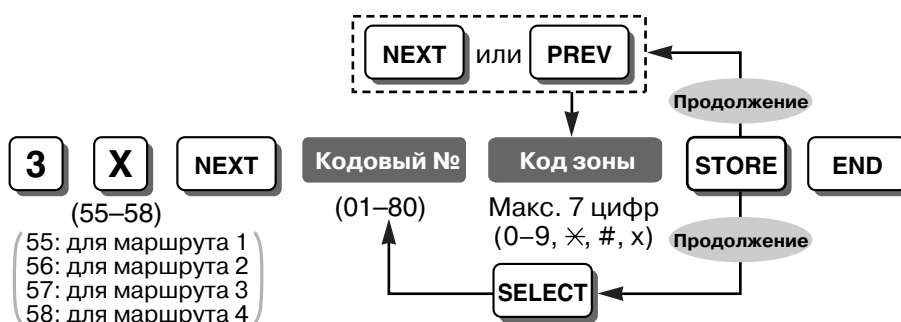 NEXT или PREV
Продолжение
3 X NEXT Кодовый № Код зоны STORE END
(55–58) (01–80) Макс. 7 цифр
(0–9, ✳, #, x) Продолжение
55: для маршрута 1
56: для маршрута 2
57: для маршрута 3
58: для маршрута 4
SELECT